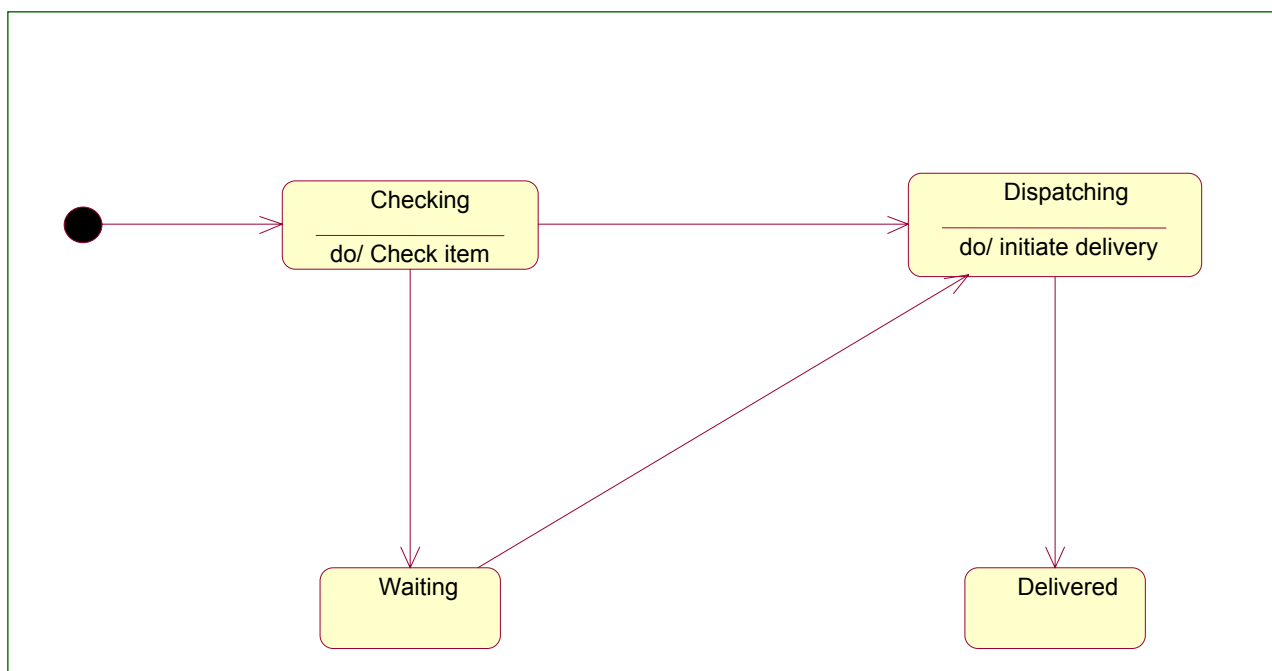 Checking
do/ Check item
Dispatching
do/ initiate delivery
Waiting
Delivered